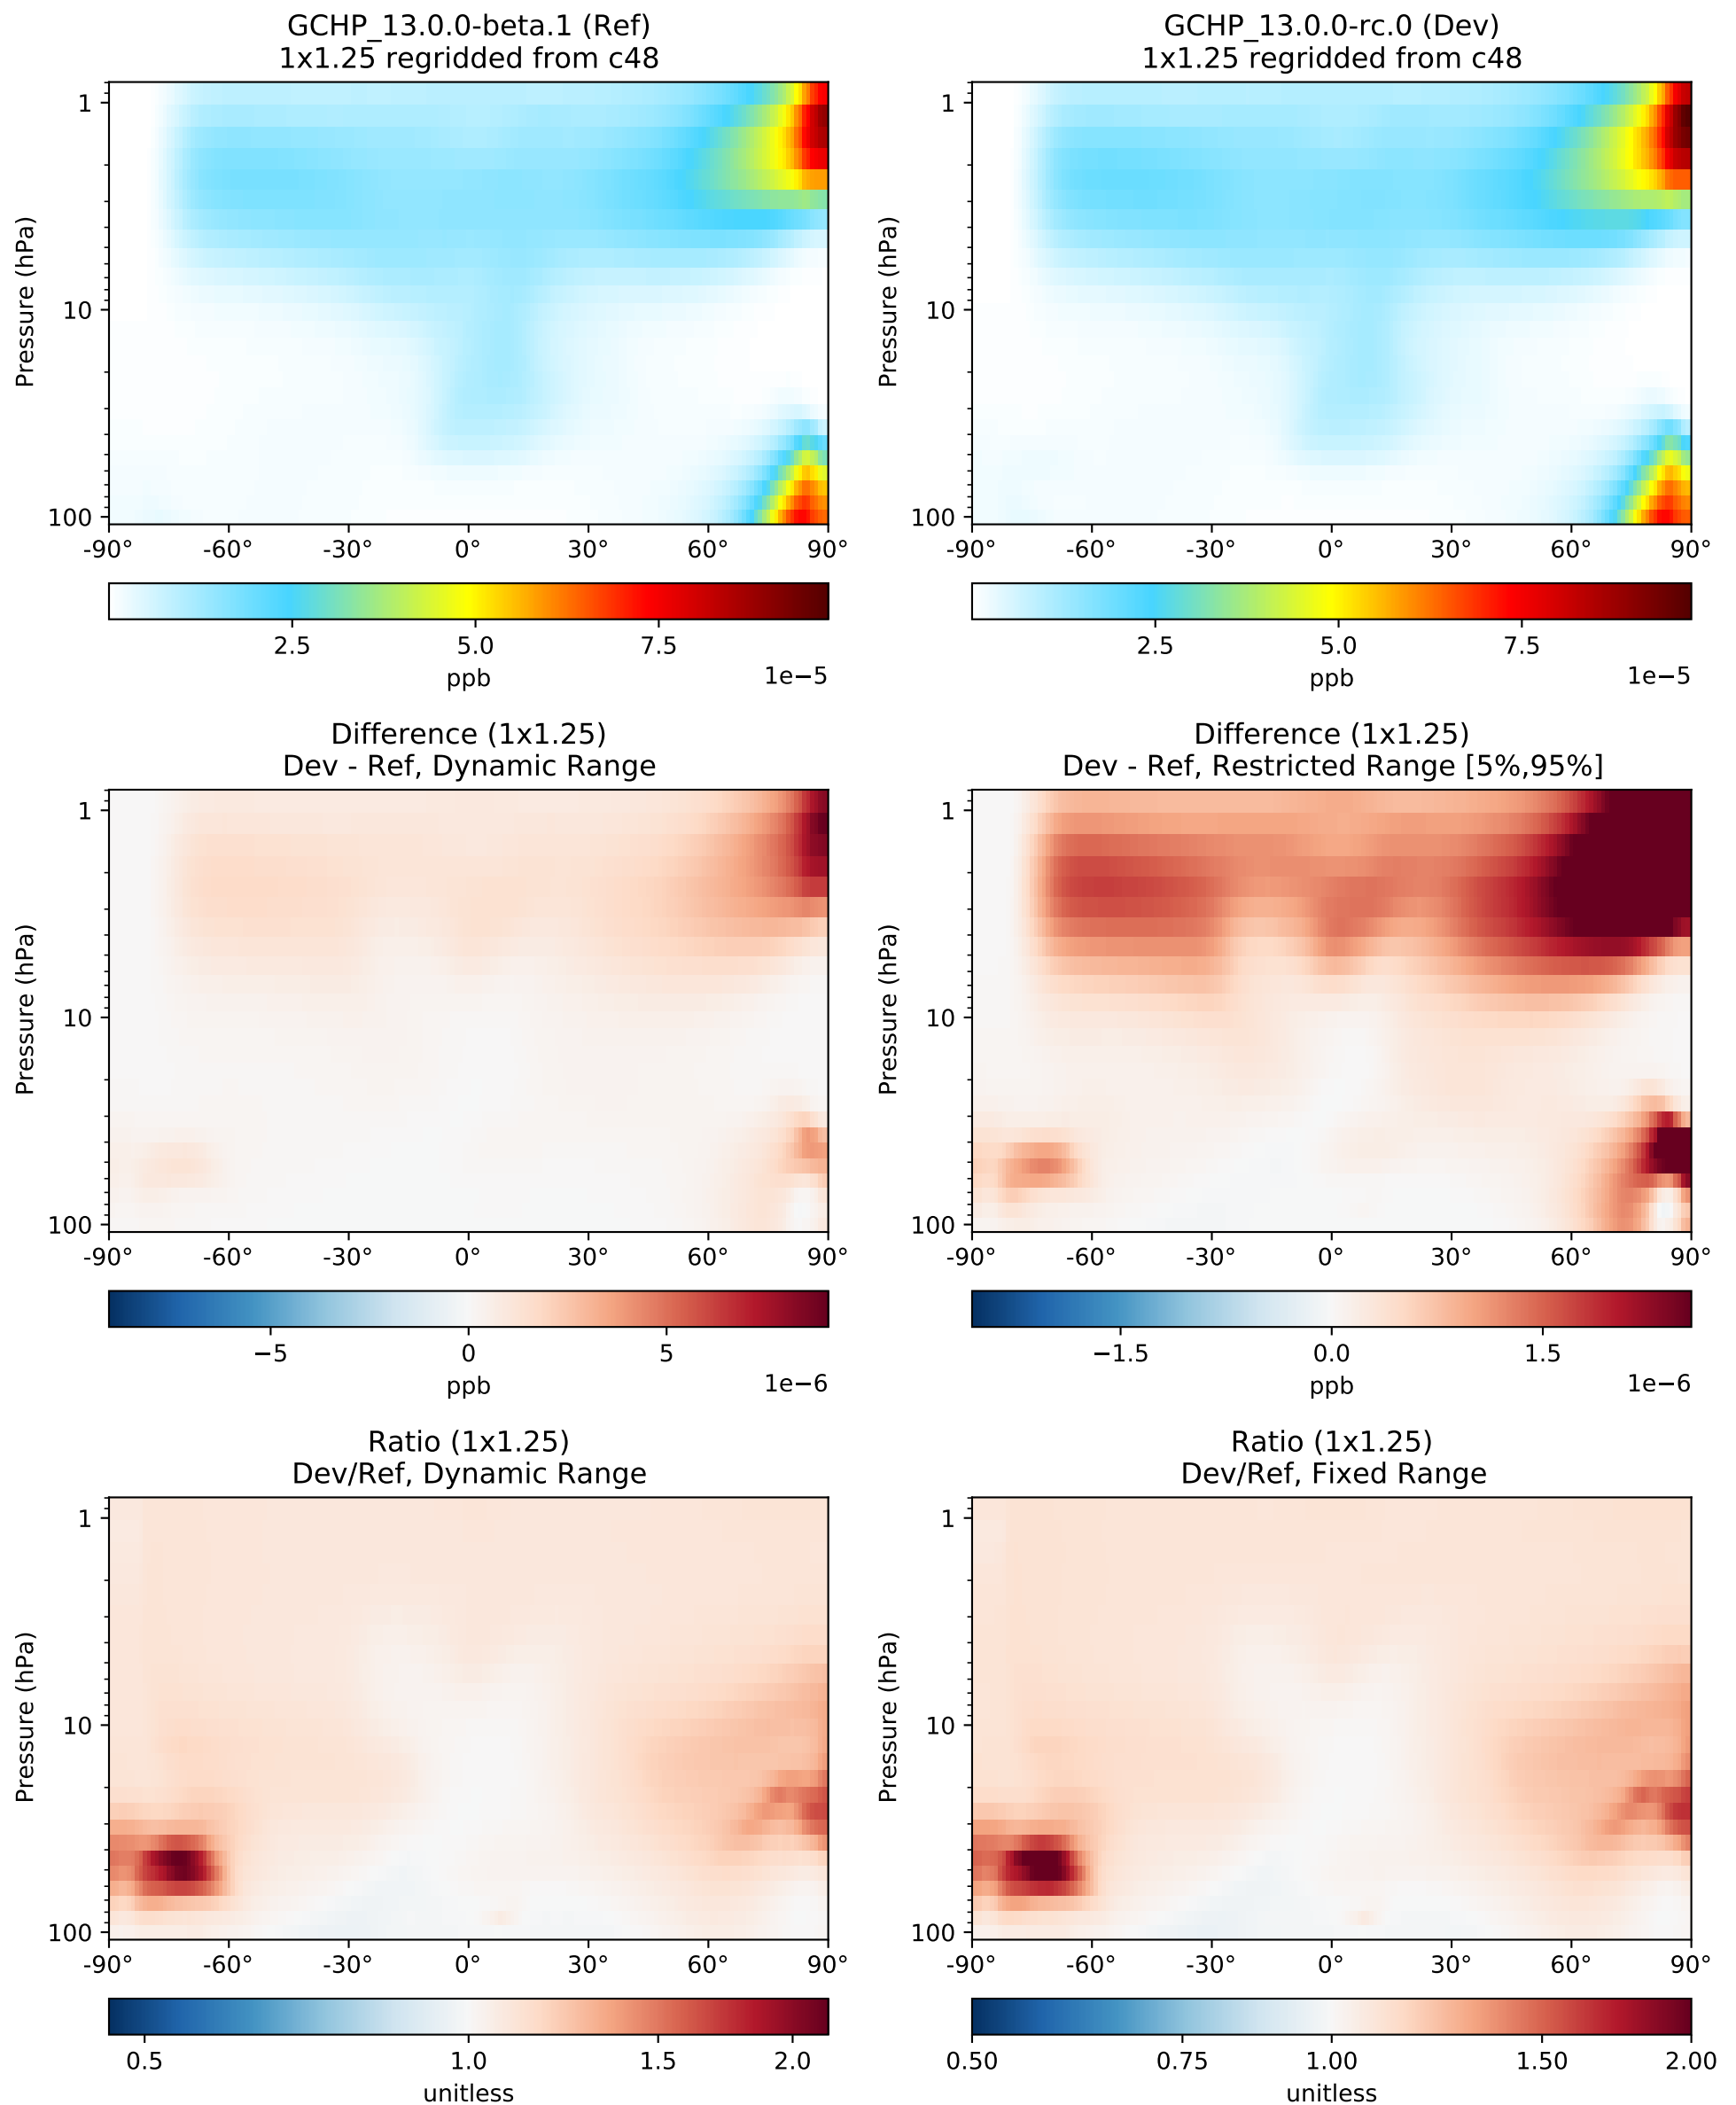 GCHP_13.0.0-beta.1 (Ref)
1x1.25 regridded from c48
Pressure (hPa)
1
10
100
-90° -60° -30° 0° 30° 60° 90°
2.5 5.0 7.5
ppb
1e−5
GCHP_13.0.0-rc.0 (Dev)
1x1.25 regridded from c48
Pressure (hPa)
1
10
100
-90° -60° -30° 0° 30° 60° 90°
2.5 5.0 7.5
ppb
1e−5
Difference (1x1.25)
Dev - Ref, Dynamic Range
Pressure (hPa)
1
10
100
-90° -60° -30° 0° 30° 60° 90°
−5 0 5
ppb
1e−6
Difference (1x1.25)
Dev - Ref, Restricted Range [5%,95%]
Pressure (hPa)
1
10
100
-90° -60° -30° 0° 30° 60° 90°
−1.5 0.0 1.5
ppb
1e−6
Ratio (1x1.25)
Dev/Ref, Dynamic Range
Pressure (hPa)
1
10
100
-90° -60° -30° 0° 30° 60° 90°
0.5 1.0 1.5 2.0
unitless
Ratio (1x1.25)
Dev/Ref, Fixed Range
Pressure (hPa)
1
10
100
-90° -60° -30° 0° 30° 60° 90°
0.50 0.75 1.00 1.50 2.00
unitless